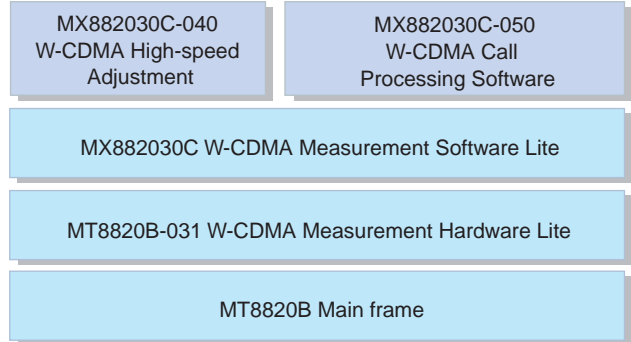 MX882030C-040
W-CDMA High-speed
Adjustment
MX882030C-050
W-CDMA Call
Processing Software
MX882030C W-CDMA Measurement Software Lite
MT8820B-031 W-CDMA Measurement Hardware Lite
MT8820B Main frame